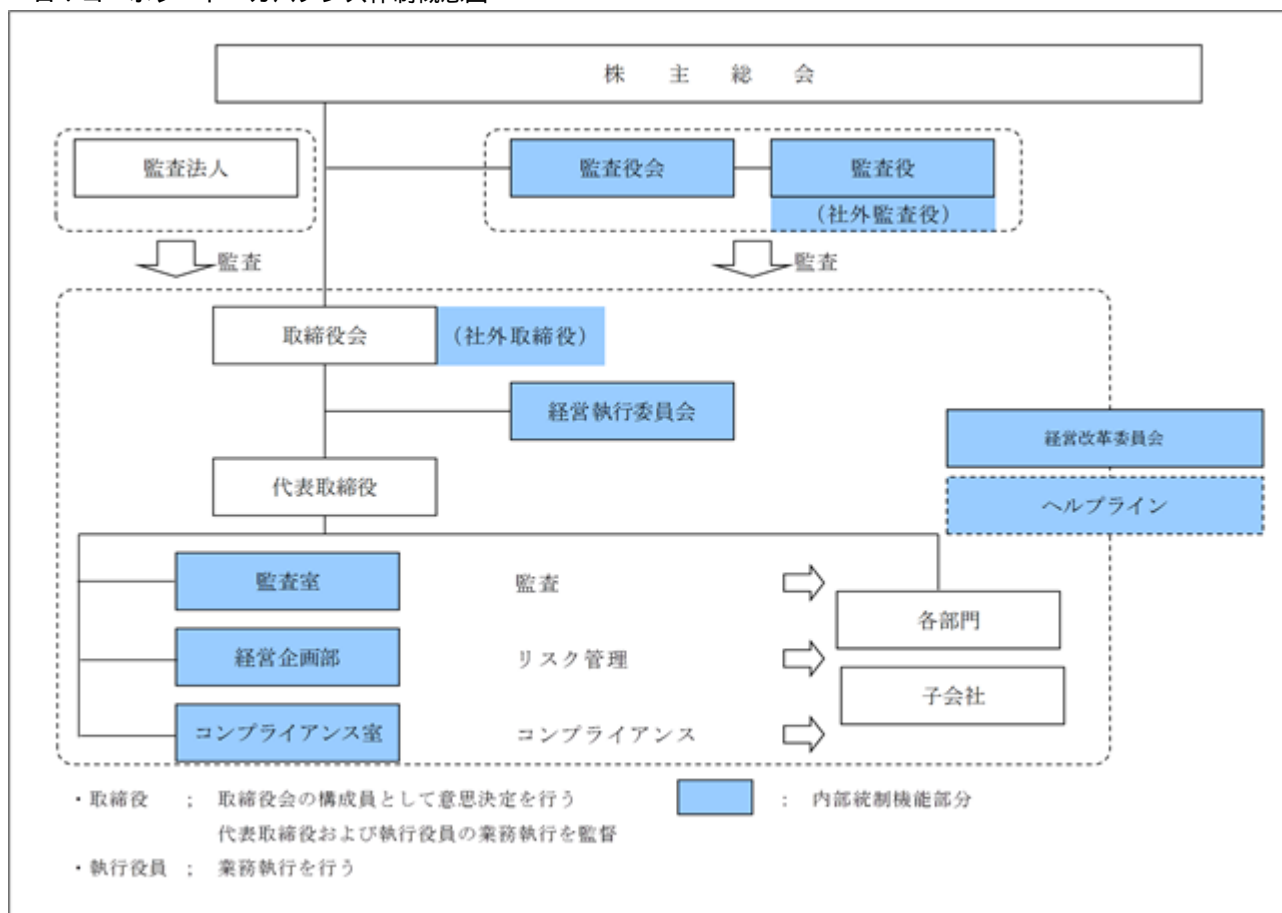 株 主 総 会
監査法人
監査役会
監査役
(社外監査役)
監査
監査
取締役会
(社外取締役)
経営執行委員会
経営改革委員会
代表取締役
ヘルプライン
監査室
監査
各部門
経営企画部
リスク管理
子会社
コンプライアンス室
コンプライアンス
・取締役 ; 取締役会の構成員として意思決定を行う
: 内部統制機能部分
代表取締役および執行役員の業務執行を監督
・執行役員 ; 業務執行を行う